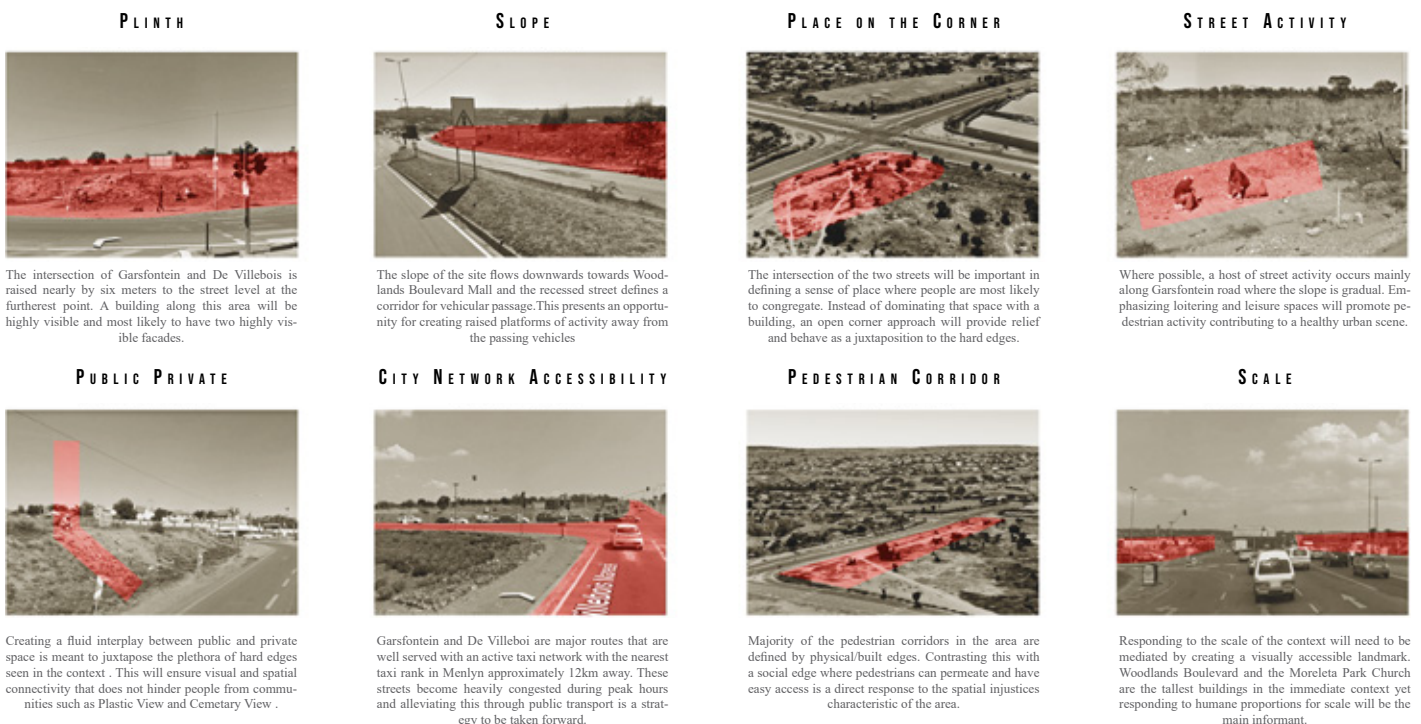 PLINTH
The intersection of Garsfontein and De Villebois is
raised nearly by six meters to the street level at the
furtherest point. A building along this area will be
highly visible and most likely to have two highly vis-
ible facades.
SLOPE
The slope of the site flows downwards towards Wood-
lands Boulevard Mall and the recessed street defines a
corridor for vehicular passage.This presents an opportu-
nity for creating raised platforms of activity away from
the passing vehicles
PLACE ON THE CORNER
The intersection of the two streets will be important in
defining a sense of place where people are most likely
to congregate. Instead of dominating that space with a
building, an open corner approach will provide relief
and behave as a juxtaposition to the hard edges.
STREET ACTIVITY
Where possible, a host of street activity occurs mainly
along Garsfontein road where the slope is gradual. Em-
phasizing loitering and leisure spaces will promote pe-
destrian activity contributing to a healthy urban scene.
PUBLIC PRIVATE
Creating a fluid interplay between public and private
space is meant to juxtapose the plethora of hard edges
seen in the context . This will ensure visual and spatial
connectivity that does not hinder people from commu-
nities such as Plastic View and Cemetary View .
CITY NETWORK ACCESSIBILITY
Garsfontein and De Villeboi are major routes that are
well served with an active taxi network with the nearest
taxi rank in Menlyn approximately 12km away. These
streets become heavily congested during peak hours
and alleviating this through public transport is a strat-
egy to be taken forward.
PEDESTRIAN CORRIDOR
Majority of the pedestrian corridors in the area are
defined by physical/built edges. Contrasting this with
a social edge where pedestrians can permeate and have
easy access is a direct response to the spatial injustices
characteristic of the area.
SCALE
Responding to the scale of the context will need to be
mediated by creating a visually accessible landmark.
Woodlands Boulevard and the Moreleta Park Church
are the tallest buildings in the immediate context yet
responding to humane proportions for scale will be the
main informant.